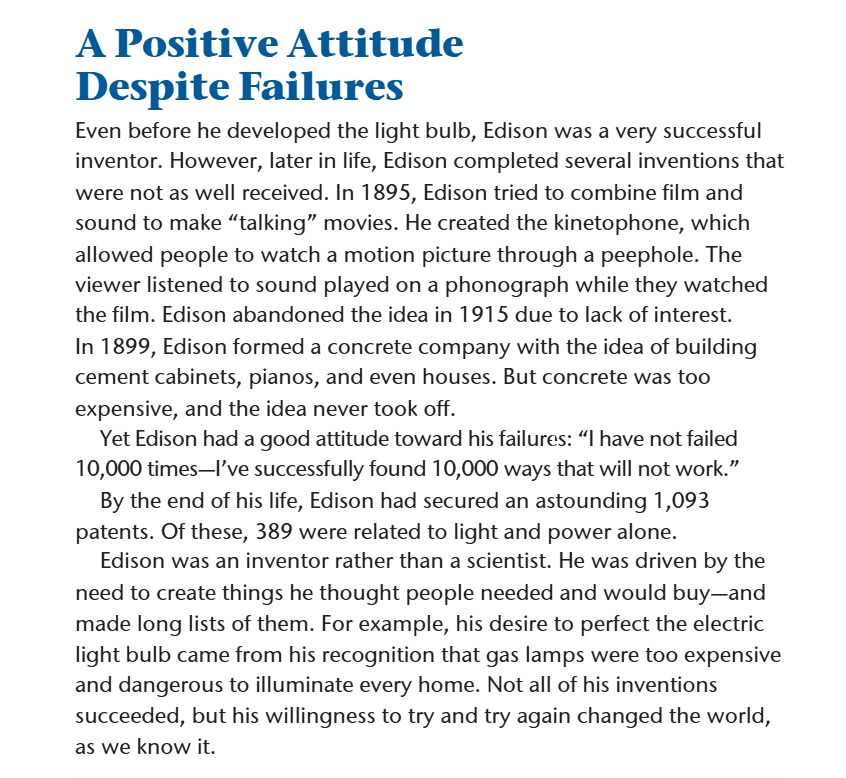 A Positive Attitude
Despite Failures
Even before he developed the light bulb, Edison was a very successful
inventor. However, later in life, Edison completed several inventions that
were not as well received. In 1895, Edison tried to combine film and
sound to make “talking” movies. He created the kinetophone, which
allowed people to watch a motion picture through a peephole. The
viewer listened to sound played on a phonograph while they watched
the film. Edison abandoned the idea in 1915 due to lack of interest.
In 1899, Edison formed a concrete company with the idea of building
cement cabinets, pianos, and even houses. But concrete was too
expensive, and the idea never took off.
Yet Edison had a good attitude toward his failures: “I have not failed
10,000 times—I’ve successfully found 10,000 ways that will not work.”
By the end of his life, Edison had secured an astounding 1,093
patents. Of these, 389 were related to light and power alone.
Edison was an inventor rather than a scientist. He was driven by the
need to create things he thought people needed and would buy—and
made long lists of them. For example, his desire to perfect the electric
light bulb came from his recognition that gas lamps were too expensive
and dangerous to illuminate every home. Not all of his inventions
succeeded, but his willingness to try and try again changed the world,
as we know it.